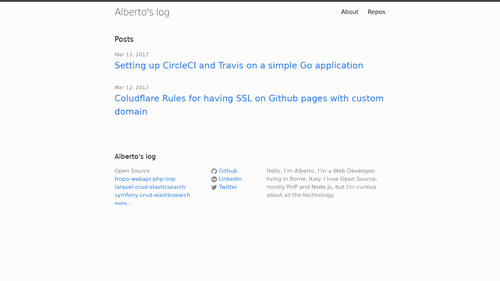 Alberto's log
About Repos
Posts
Mar 12, 2017
Setting up CircleCI and Travis on a simple Go application
Mar 12, 2017
Coludflare Rules for having SSL on Github pages with custom
domain
Alberto's log
Open Source
tropo-webapi-php-oop
laravel-crud-elasticsearch
symfony-crud-elasticsearch
more...
Github
Linkedin
Twitter
Hello, I'm Alberto. I'm a Web Developer
living in Rome, Italy. I love Open Source,
mostly PHP and Node.js, but I'm curious
about all the technology.